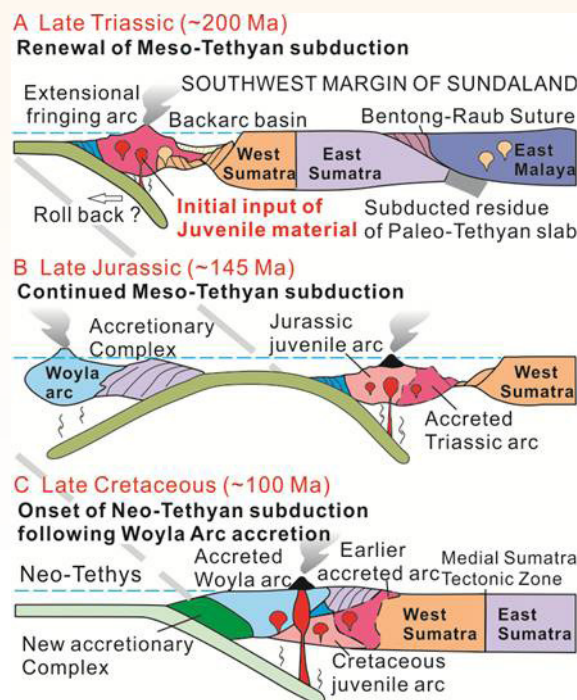 A Late Triassic (~200 Ma)
Renewal of Meso-Tethyan subduction
SOUTHWEST MARGIN OF SUNDALAND
Extensional
fringing arc
Backarc basin
Bentong-Raub Suture
West
Sumatra
East
Sumatra
East
Malaya
Roll back ?
Initial input of
Juvenile material
Subducted residue
of Paleo-Tethyan slab
B Late Jurassic (~145 Ma)
Continued Meso-Tethyan subduction
Accretionary
Complex
Jurassic
juvenile arc
Woyla
arc
West
Sumatra
Accreted
Triassic arc
C Late Cretaceous (~100 Ma)
Onset of Neo-Tethyan subduction
following Woyla Arc accretion
Neo-Tethys
Accreted
Woyla arc
Earlier
accreted arc
Medial Sumatra
Tectonic Zone
West
Sumatra
East
Sumatra
New accretionary
Complex
Cretaceous
juvenile arc